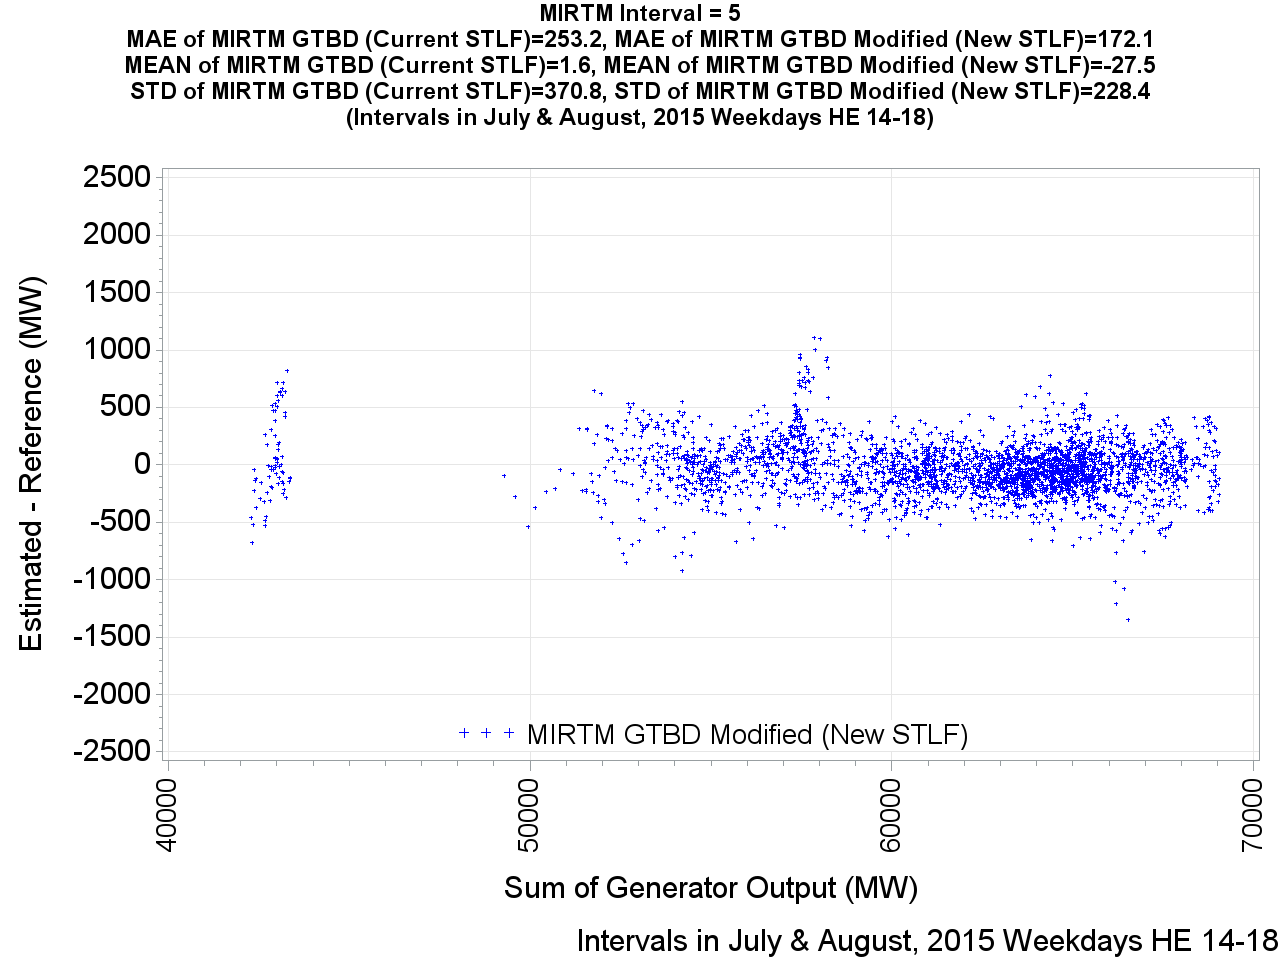 MIRTM Interval = 5
MAE of MIRTM GTBD (Current STLF)=253.2, MAE of MIRTM GTBD Modified (New STLF)=172.1
MEAN of MIRTM GTBD (Current STLF)=1.6, MEAN of MIRTM GTBD Modified (New STLF)=-27.5
STD of MIRTM GTBD (Current STLF)=370.8, STD of MIRTM GTBD Modified (New STLF)=228.4
(Intervals in July & August, 2015 Weekdays HE 14-18)
Estimated - Reference (MW)
2500
2000
1500
1000
500
0
-500
-1000
-1500
-2000
-2500
MIRTM GTBD Modified (New STLF)
40000
50000
60000
70000
Sum of Generator Output (MW)
Intervals in July & August, 2015 Weekdays HE 14-18